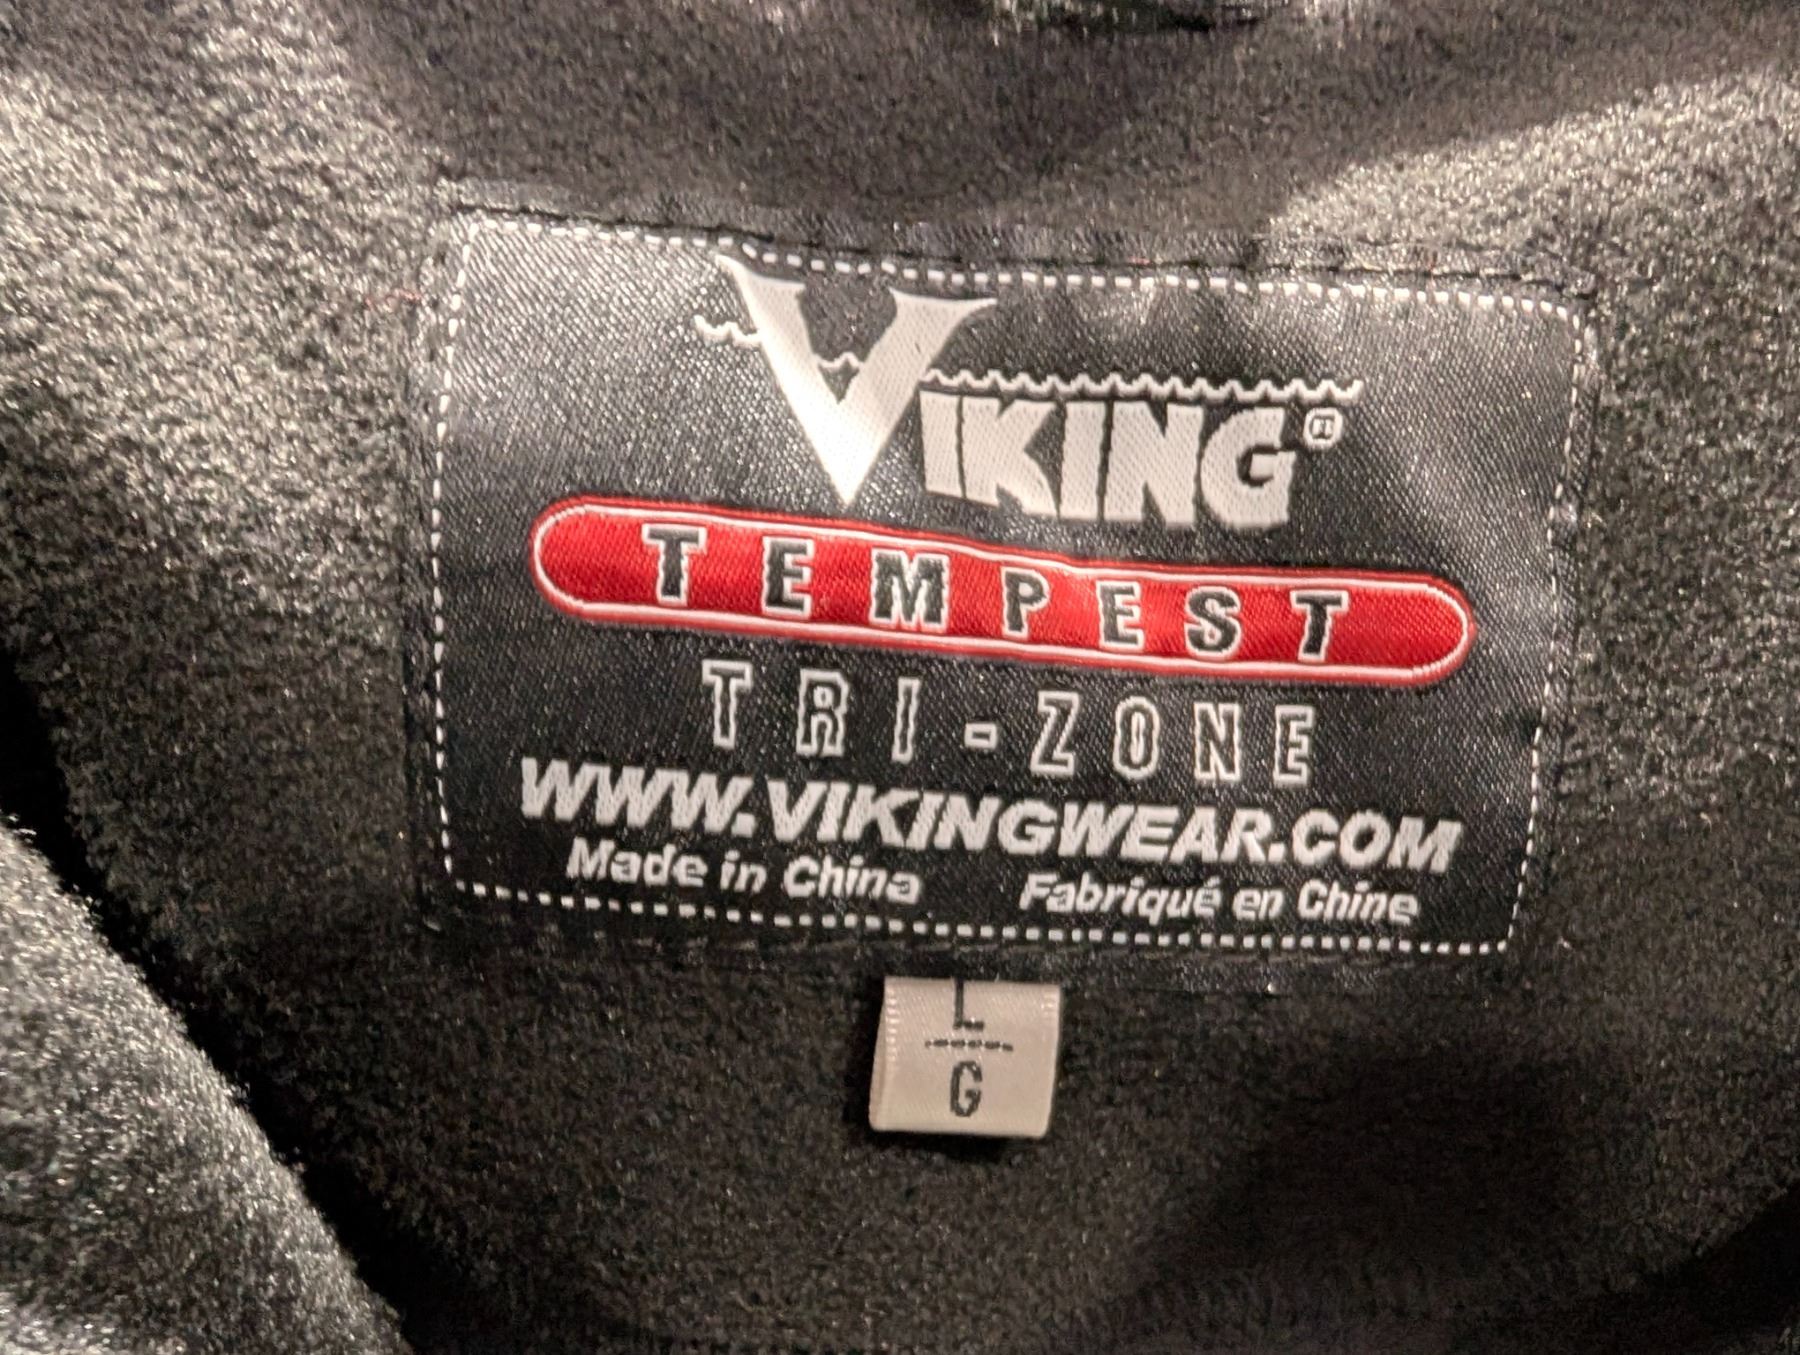 VIKING®
TEMPEST
TRI-ZONE
WWW.VIKINGWEAR.COM
Made in China Fabriqué en Chine
L
G